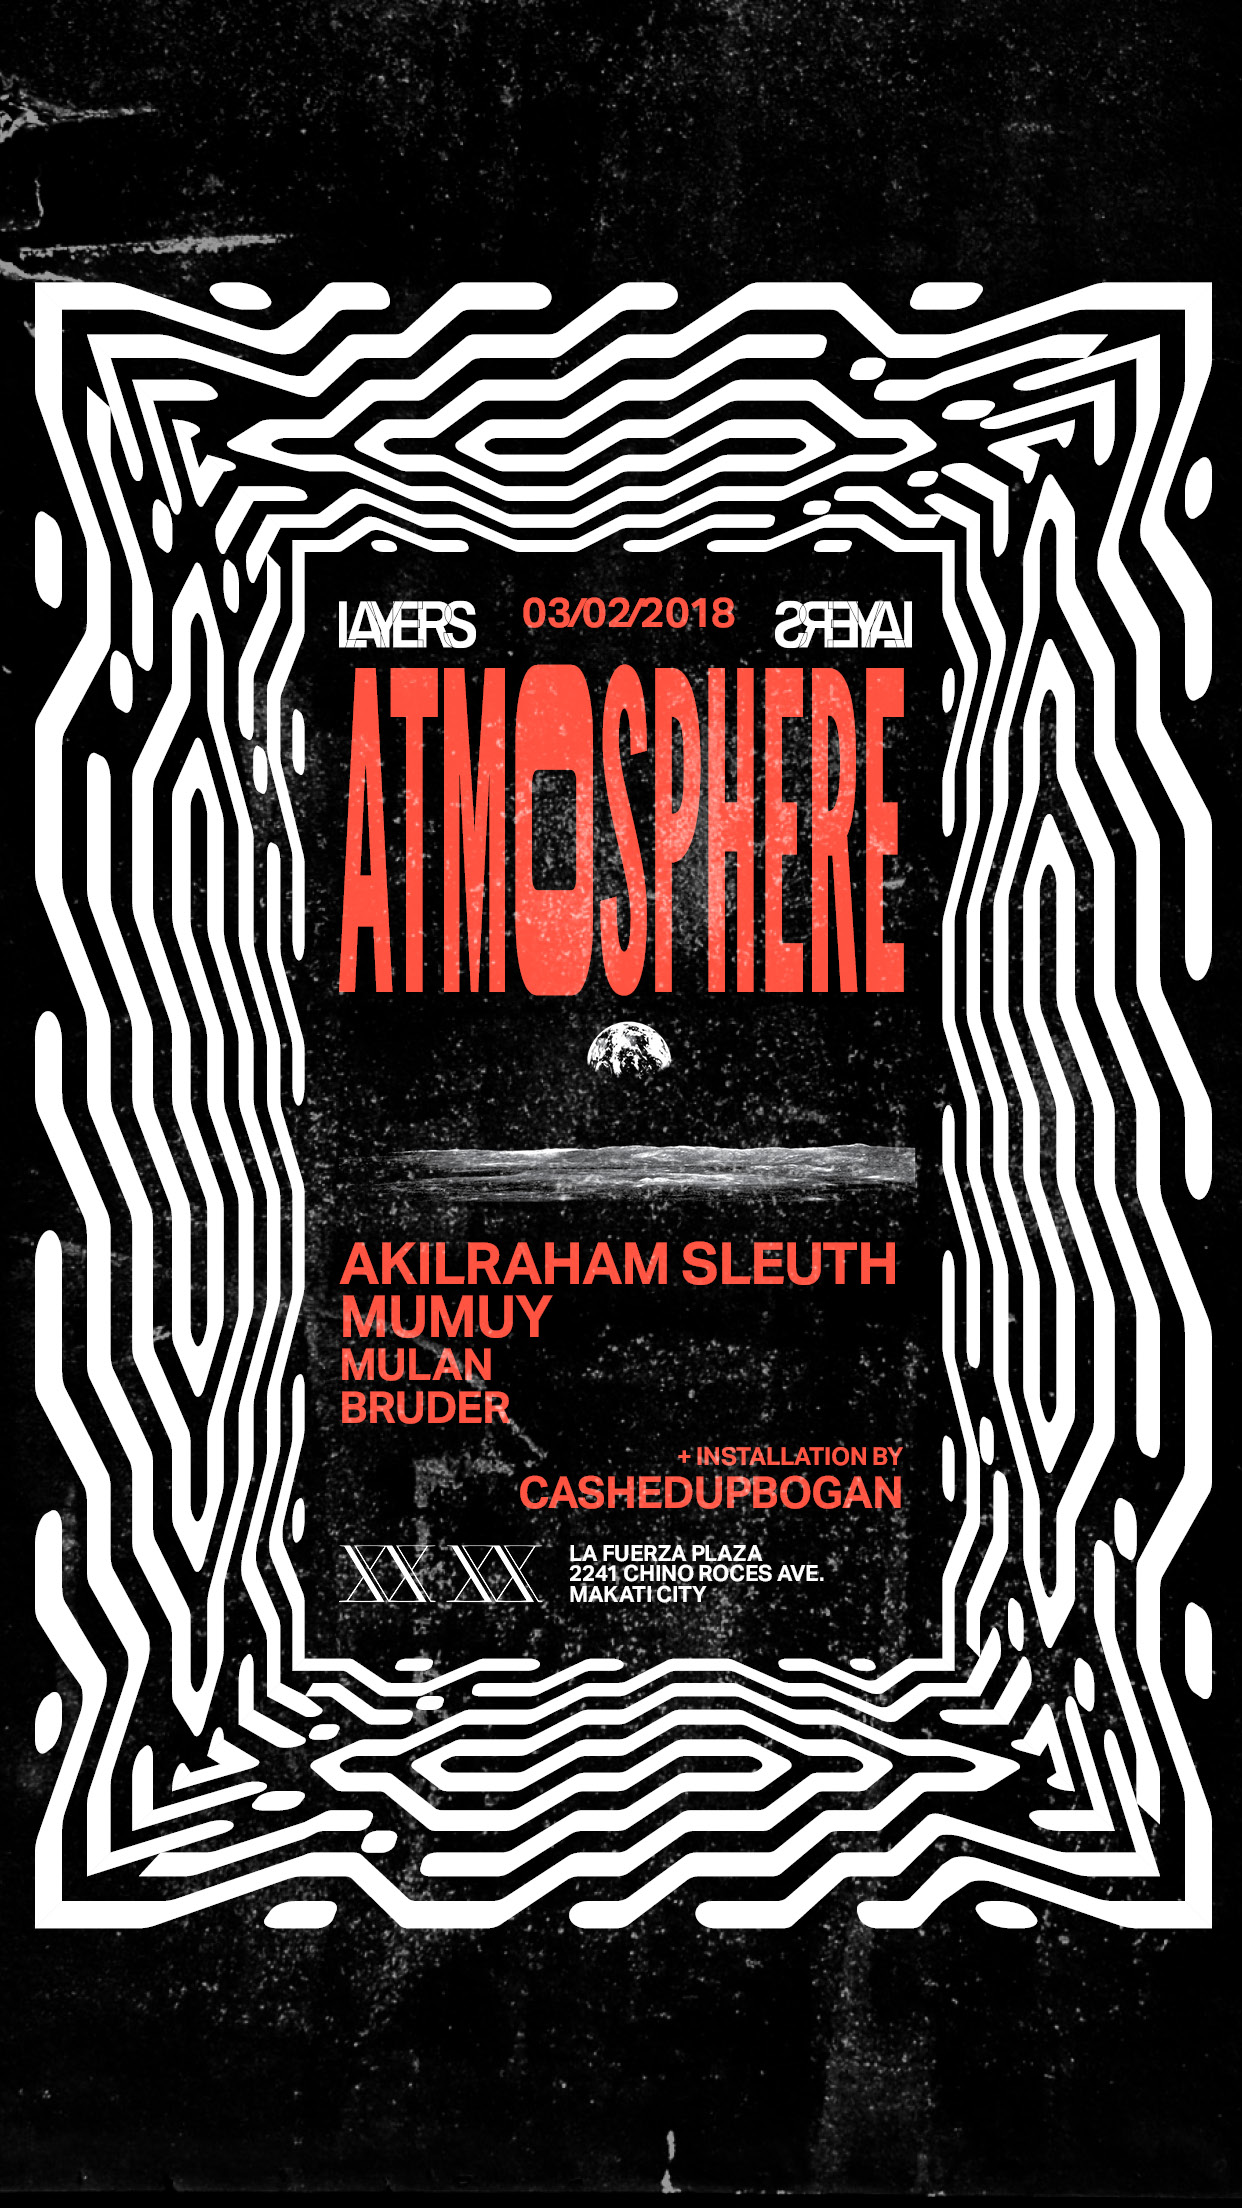 LAYERS 03/02/2018 LAYERS
ATMOSPHERE
AKILRAHAM SLEUTH
MUMUY
MULAN
BRUDER
+ INSTALLATION BY
CASHEDUPBOGAN
XX XX
LA FUERZA PLAZA
2241 CHINO ROCES AVE.
MAKATI CITY